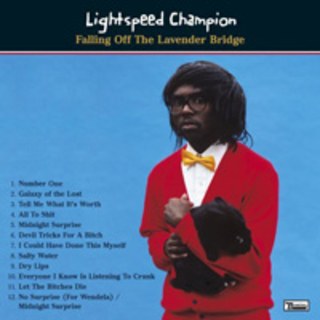 Lightspeed Champion
Falling Off The Lavender Bridge
1. Number One
2. Galaxy of the Lost
3. Tell Me What It's Worth
4. All To Shit
5. Midnight Surprise
6. Devil Tricks For A Bitch
7. I Could Have Done This Myself
8. Salty Water
9. Dry Lips
10. Everyone I Know Is Listening To Crunk
11. Let The Bitches Die
12. No Surprise (For Wendela) /
Midnight Surprise
Domino